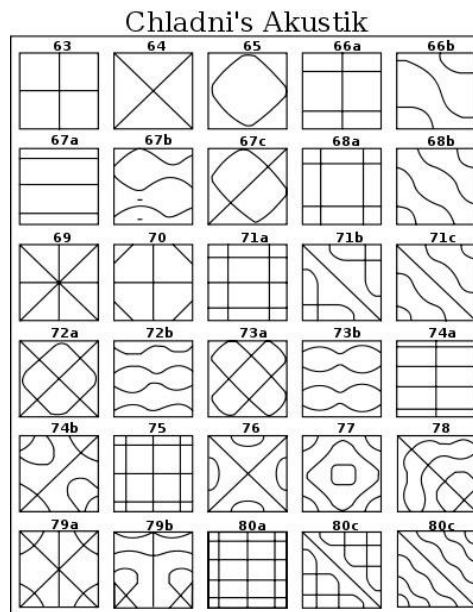 Chladni's Akustik
63 64 65 66a 66b
67a 67b 67c 68a 68b
69 70 71a 71b 71c
72a 72b 73a 73b 74a
74b 75 76 77 78
79a 79b 80a 80c 80c